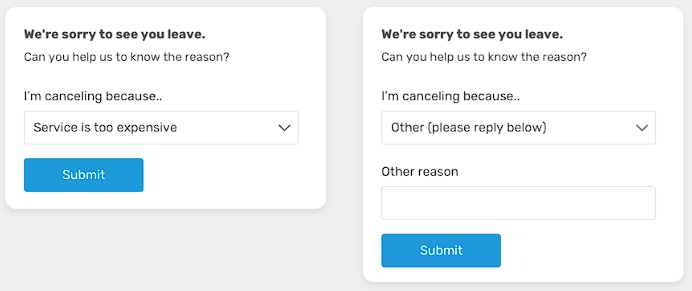 We're sorry to see you leave.
Can you help us to know the reason?
I'm canceling because..
Service is too expensive
Submit
We're sorry to see you leave.
Can you help us to know the reason?
I'm canceling because..
Other (please reply below)
Other reason
Submit